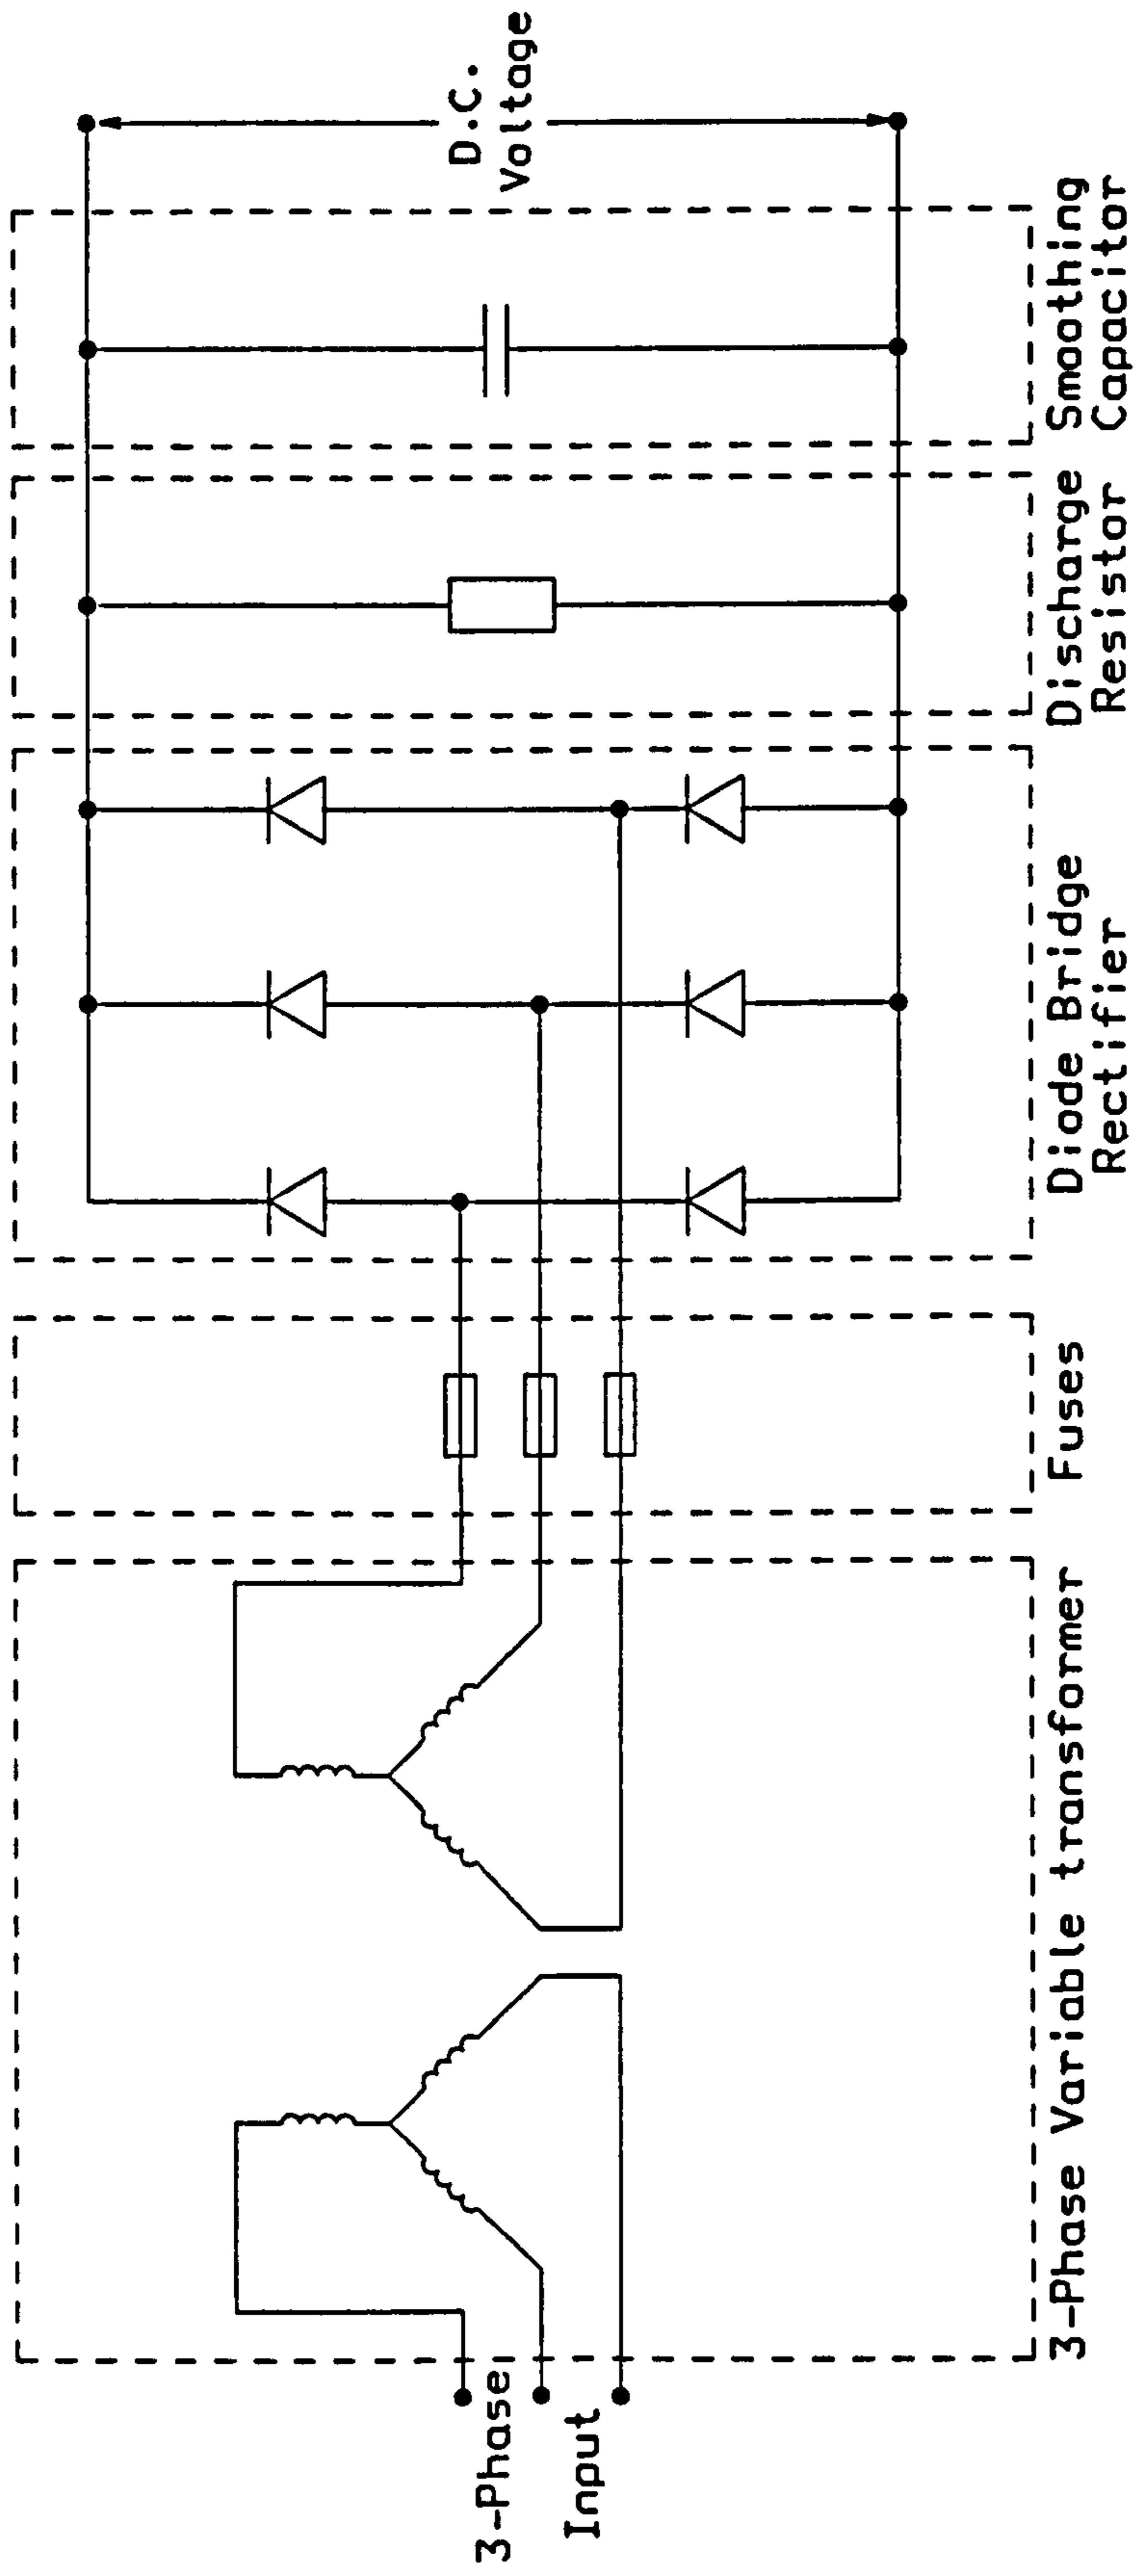 3-Phase
Input
3-Phase Variable transformer
Fuses
Diode Bridge
Rectifier
Discharge
Resistor
Smoothing
Capacitor
D.C.
Voltage